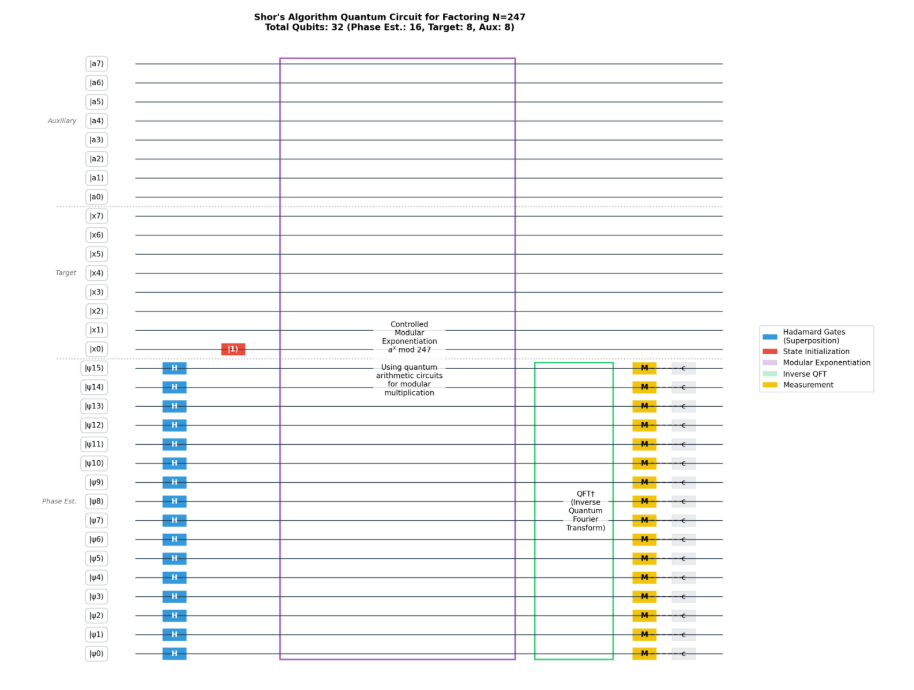 Shor's Algorithm Quantum Circuit for Factoring N=247
Total Qubits: 32 (Phase Est.: 16, Target: 8, Aux: 8)
|a7⟩
|a6⟩
|a5⟩
Auxiliary |a4⟩
|a3⟩
|a2⟩
|a1⟩
|a0⟩
|x7⟩
|x6⟩
|x5⟩
Target |x4⟩
|x3⟩
|x2⟩
|x1⟩
|x0⟩ |1⟩
Controlled
Modular
Exponentiation
aˣ mod 247
Using quantum
arithmetic circuits
for modular
multiplication
|ψ15⟩ H M c
|ψ14⟩ H M c
|ψ13⟩ H M c
|ψ12⟩ H M c
|ψ11⟩ H M c
|ψ10⟩ H M c
|ψ9⟩ H M c
Phase Est. |ψ8⟩ H M c
|ψ7⟩ H M c
|ψ6⟩ H M c
|ψ5⟩ H M c
|ψ4⟩ H M c
|ψ3⟩ H M c
|ψ2⟩ H M c
|ψ1⟩ H M c
|ψ0⟩ H M c
QFT†
(Inverse
Quantum
Fourier
Transform)
Hadamard Gates
(Superposition)
State Initialization
Modular Exponentiation
Inverse QFT
Measurement